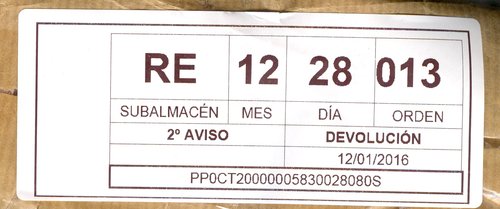 RE 12 28 013
SUBALMACÉN MES DÍA ORDEN
2º AVISO DEVOLUCIÓN
12/01/2016
PP0CT20000005830028080S